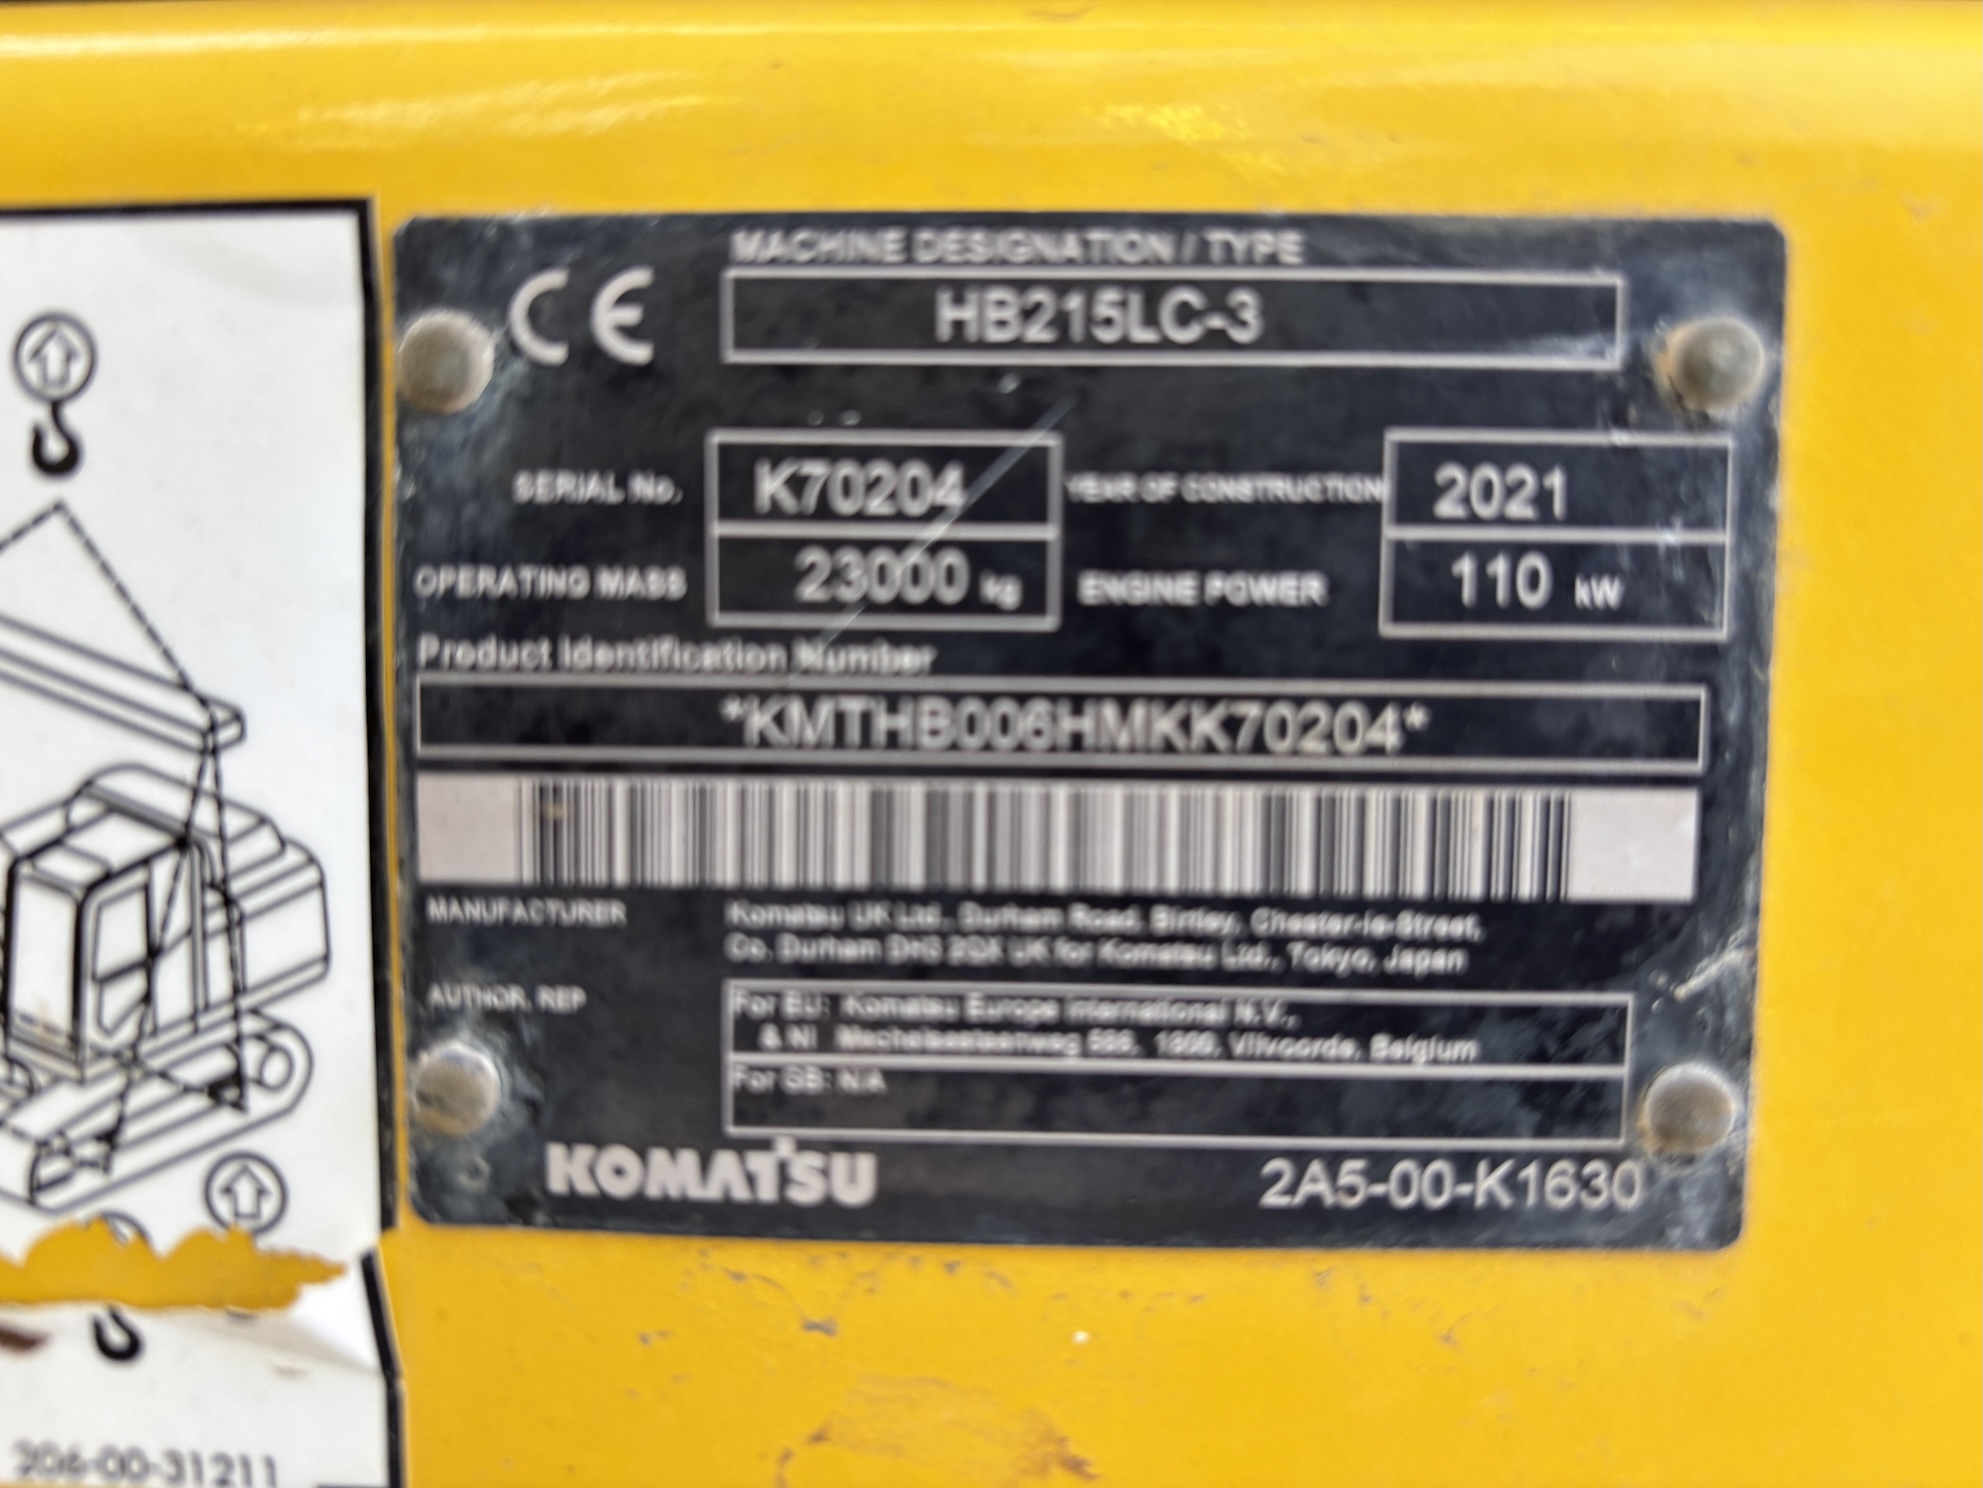 MACHINE DESIGNATION / TYPE
CE
HB215LC-3
SERIAL No. K70204 YEAR OF CONSTRUCTION 2021
OPERATING MASS 23000 kg ENGINE POWER 110 kW
Product Identification Number
*KMTHB006HMKK70204*
MANUFACTURER Komatsu UK Ltd., Durham Road, Birtley, Chester-le-Street,
Co. Durham DH3 2QX UK for Komatsu Ltd., Tokyo, Japan
AUTHOR. REP For EU: Komatsu Europe International N.V.,
& NI Mechelsesteenweg 586, 1800, Vilvoorde, Belgium
For GB: N/A
KOMATSU 2A5-00-K1630
206-00-31211